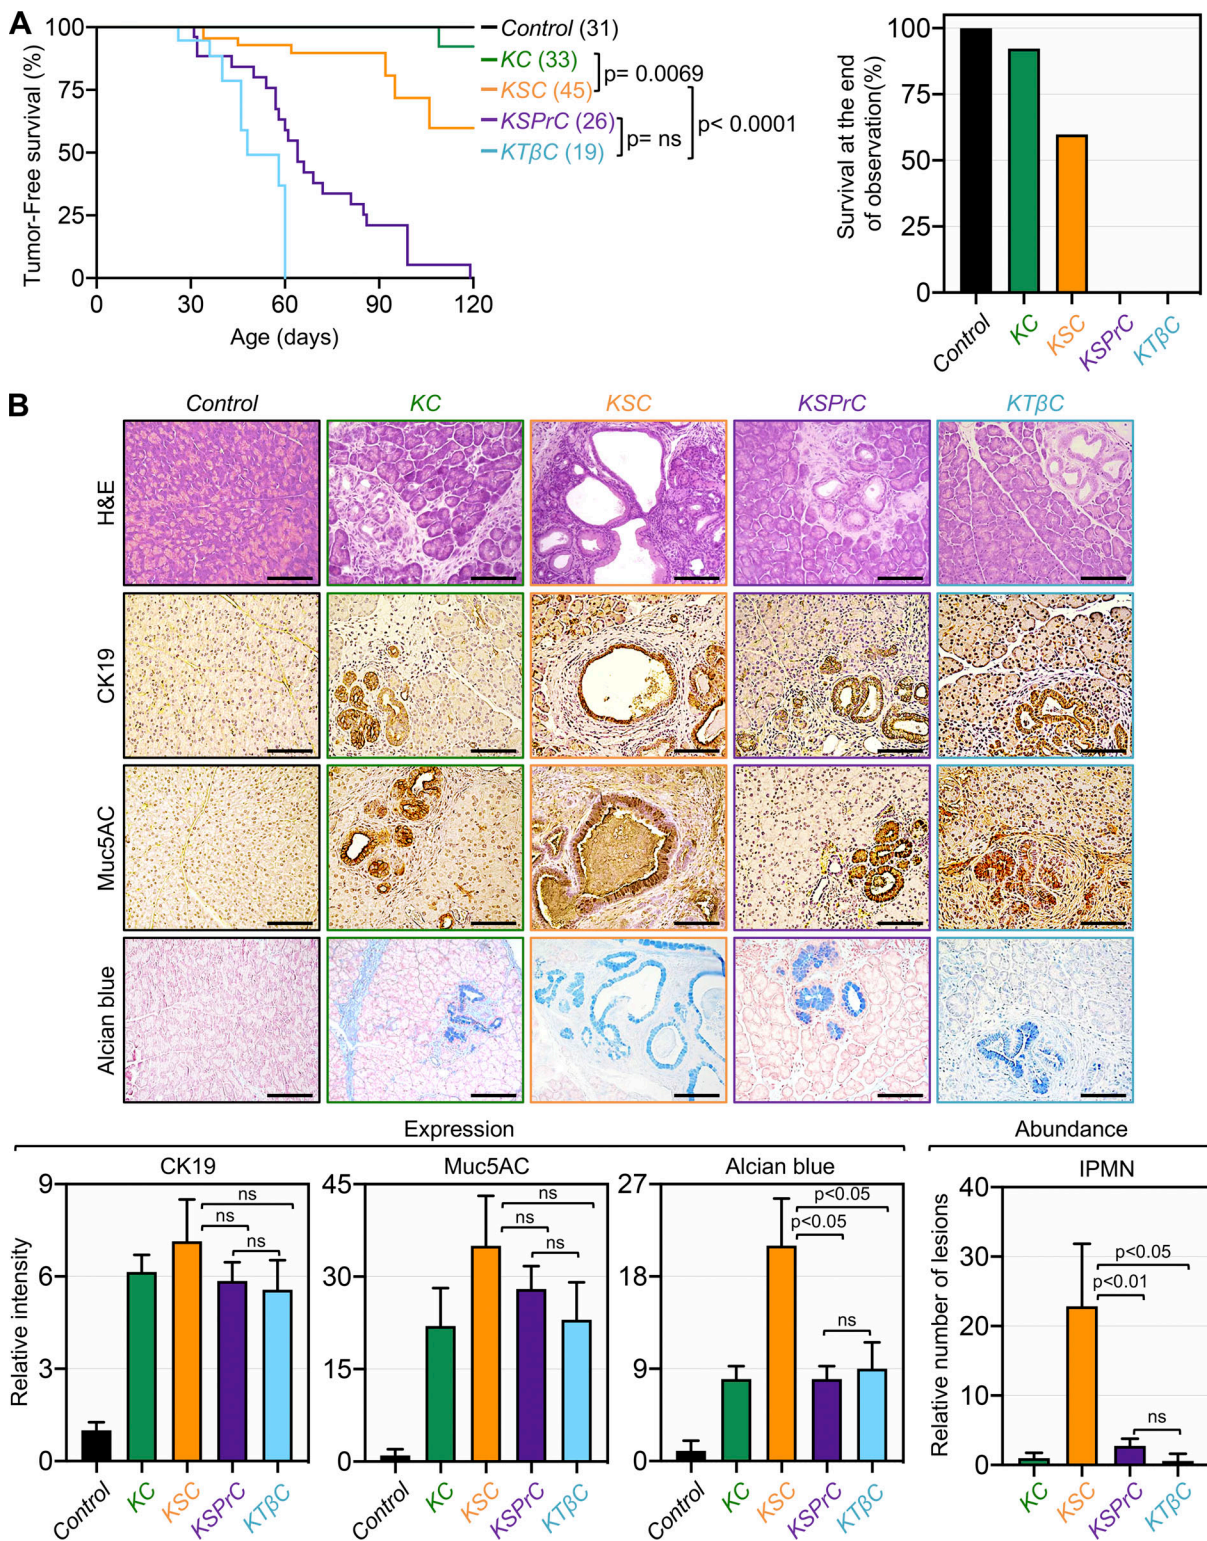 A
Tumor-Free survival (%)
100
75
50
25
0
0 30 60 90 120
Age (days)
Control (31)
KC (33)
KSC (45)
KSPrC (26)
KTβC (19)
p= 0.0069
p= ns
p< 0.0001
Survival at the end
of observation(%)
100
75
50
25
0
Control KC KSC KSPrC KTβC
B
Control KC KSC KSPrC KTβC
H&E
CK19
Muc5AC
Alcian blue
Expression
Abundance
CK19
Relative intensity
9
6
3
0
ns
ns
ns
Control KC KSC KSPrC KTβC
Muc5AC
45
30
15
0
ns
ns
ns
Control KC KSC KSPrC KTβC
Alcian blue
27
18
9
0
p<0.05
p<0.05
ns
Control KC KSC KSPrC KTβC
IPMN
Relative number of lesions
40
30
20
10
0
p<0.05
p<0.01
ns
KC KSC KSPrC KTβC